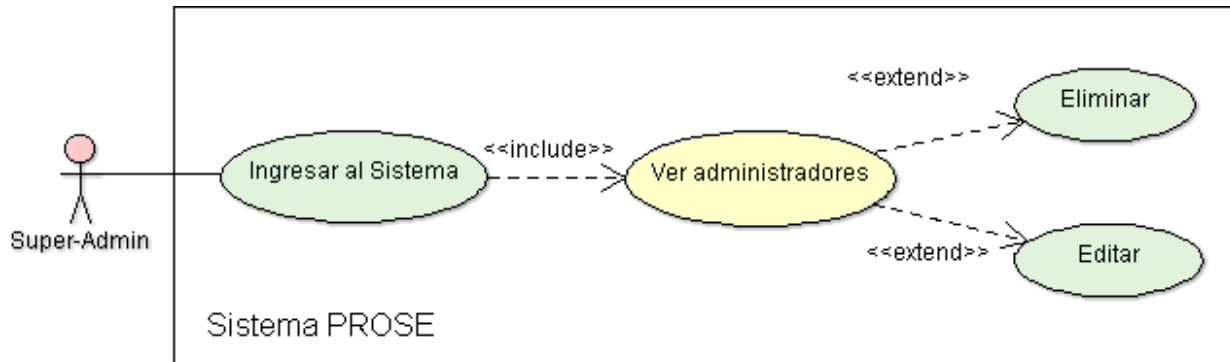 <<extend>>
Eliminar
<<include>>
Ingresar al Sistema
Ver administradores
Super-Admin
<<extend>>
Editar
Sistema PROSE